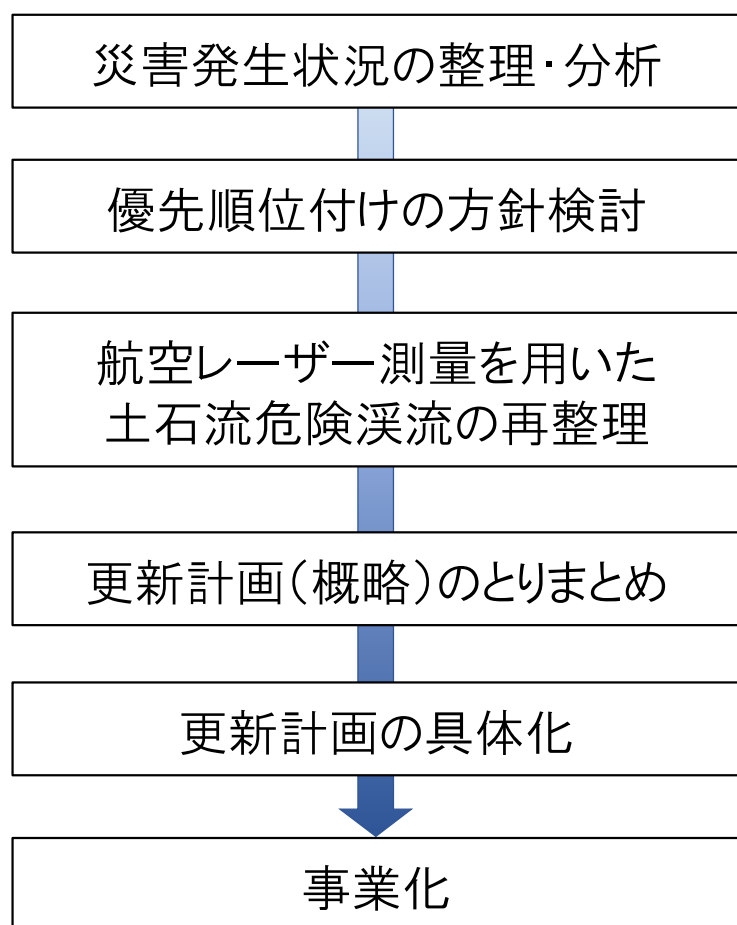 災害発生状況の整理・分析
優先順位付けの方針検討
航空レーザー測量を用いた
土石流危険渓流の再整理
更新計画（概略）のとりまとめ
更新計画の具体化
事業化